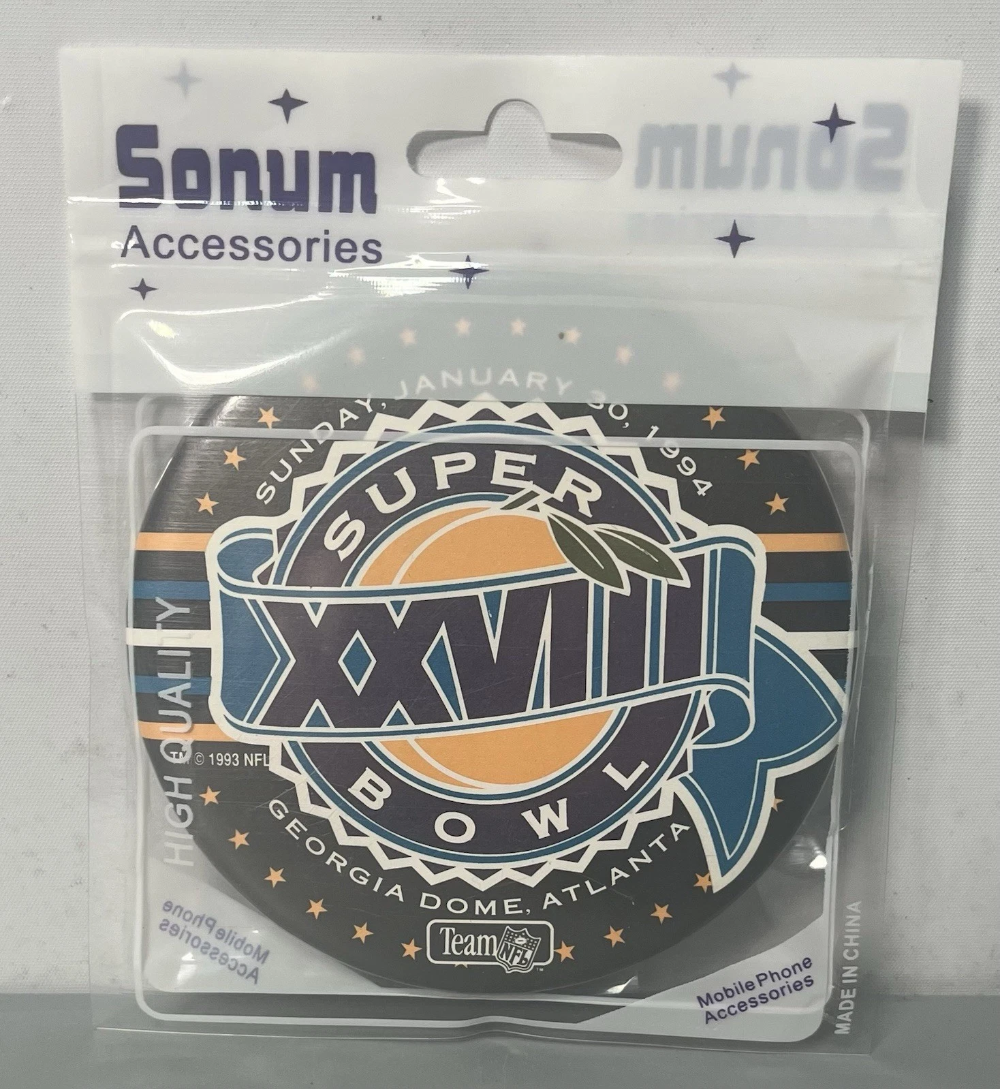 Sonum
Accessories
Sonum
SUNDAY, JANUARY 30, 1994
SUPER
XXVIII
BOWL
TM © 1993 NFL
GEORGIA DOME, ATLANTA
Team NFL
HIGH QUALITY
Mobile Phone
Accessories
Mobile Phone
Accessories
MADE IN CHINA